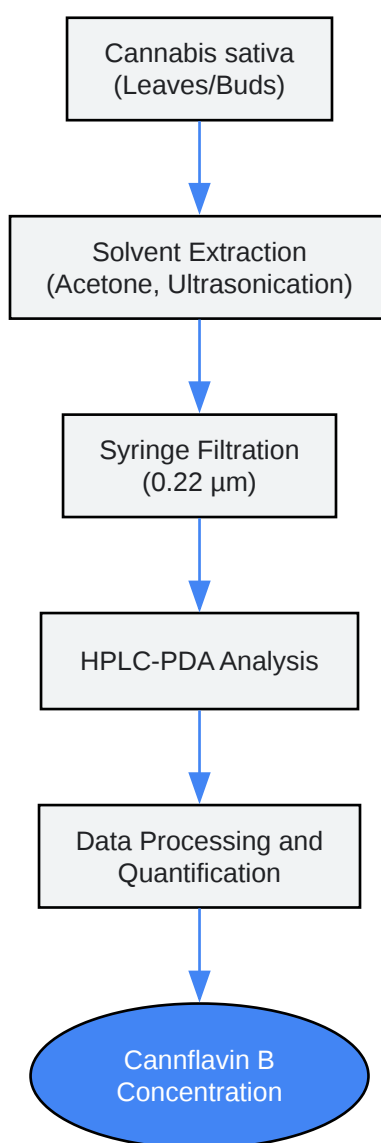 Cannabis sativa
(Leaves/Buds)
Solvent Extraction
(Acetone, Ultrasonication)
Syringe Filtration
(0.22 µm)
HPLC-PDA Analysis
Data Processing and
Quantification
Cannflavin B
Concentration